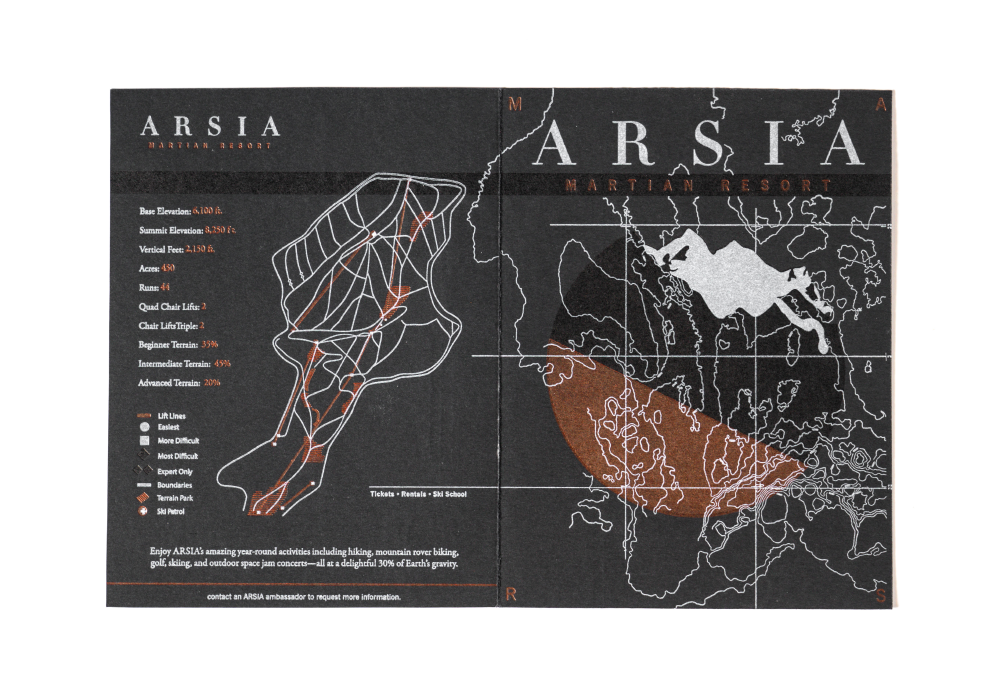 ARSIA
MARTIAN RESORT
Base Elevation: 6,100 ft.
Summit Elevation: 8,250 ft.
Vertical Feet: 2,150 ft.
Acres: 450
Runs: 44
Quad Chair Lifts: 2
Chair LiftsTriple: 2
Beginner Terrain: 35%
Intermediate Terrain: 45%
Advanced Terrain: 20%
Lift Lines
Easiest
More Difficult
Most Difficult
Expert Only
Boundaries
Terrain Park
Ski Patrol
Tickets • Rentals • Ski School
Enjoy ARSIA's amazing year-round activities including hiking, mountain rover biking,
golf, skiing, and outdoor space jam concerts—all at a delightful 30% of Earth's gravity.
contact an ARSIA ambassador to request more information.
M A
ARSIA
MARTIAN RESORT
R S